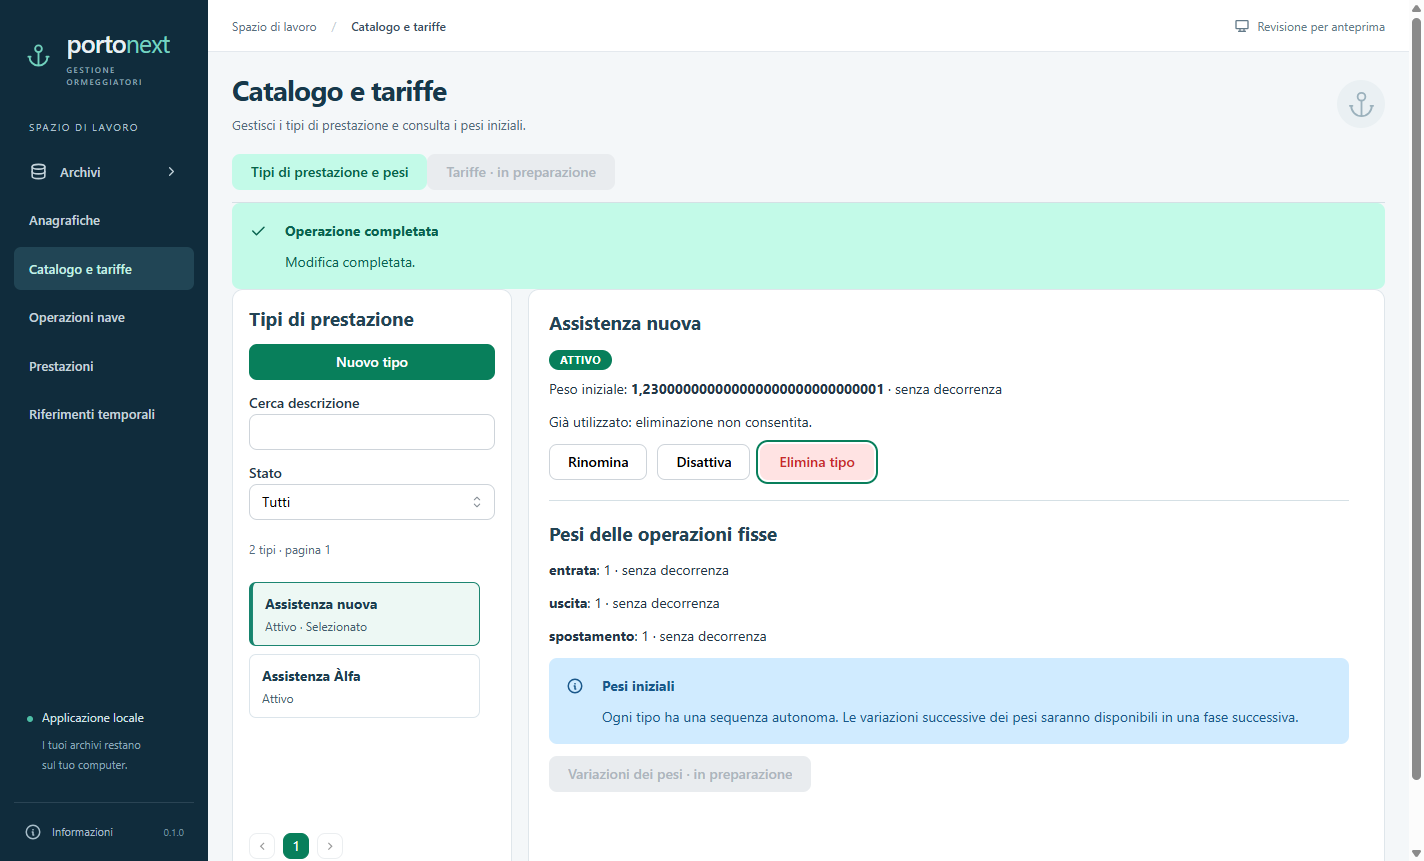 portonext
GESTIONE
ORMEGGIATORI
SPAZIO DI LAVORO
Archivi
Anagrafiche
Catalogo e tariffe
Operazioni nave
Prestazioni
Riferimenti temporali
Applicazione locale
I tuoi archivi restano
sul tuo computer.
Informazioni 0.1.0
Spazio di lavoro / Catalogo e tariffe
Revisione per anteprima
Catalogo e tariffe
Gestisci i tipi di prestazione e consulta i pesi iniziali.
Tipi di prestazione e pesi
Tariffe · in preparazione
Operazione completata
Modifica completata.
Tipi di prestazione
Nuovo tipo
Cerca descrizione
Stato
Tutti
2 tipi · pagina 1
Assistenza nuova
Attivo · Selezionato
Assistenza Àlfa
Attivo
1
Assistenza nuova
ATTIVO
Peso iniziale: 1,230000000000000000000000000001 · senza decorrenza
Già utilizzato: eliminazione non consentita.
Rinomina
Disattiva
Elimina tipo
Pesi delle operazioni fisse
entrata: 1 · senza decorrenza
uscita: 1 · senza decorrenza
spostamento: 1 · senza decorrenza
Pesi iniziali
Ogni tipo ha una sequenza autonoma. Le variazioni successive dei pesi saranno disponibili in una fase successiva.
Variazioni dei pesi · in preparazione